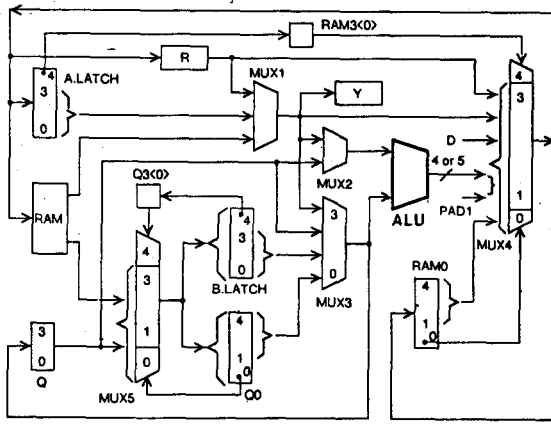 RAM3<0>
R
MUX1
A.LATCH
4
3
0
4
3
1
0
Y
D
4 or 5
PAD1
MUX2
ALU
MUX4
RAM
Q3<0>
4
3
1
0
4
3
0
B.LATCH
3
0
MUX3
RAM0
4
1
0
3
0
Q
MUX5
4
1
0
Q0